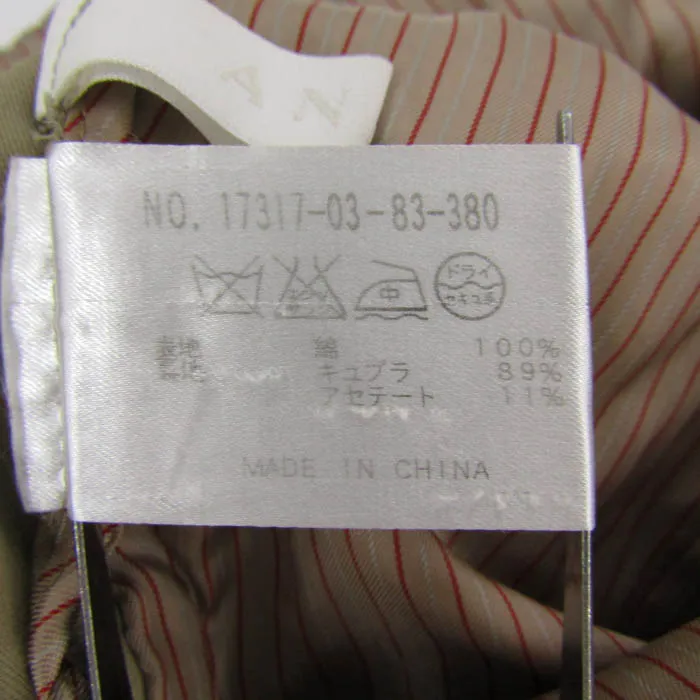 NO. 17317-03-83-380
中
ドライ
セキユ系
表地 綿 100%
裏地 キュプラ 89%
アセテート 11%
MADE IN CHINA